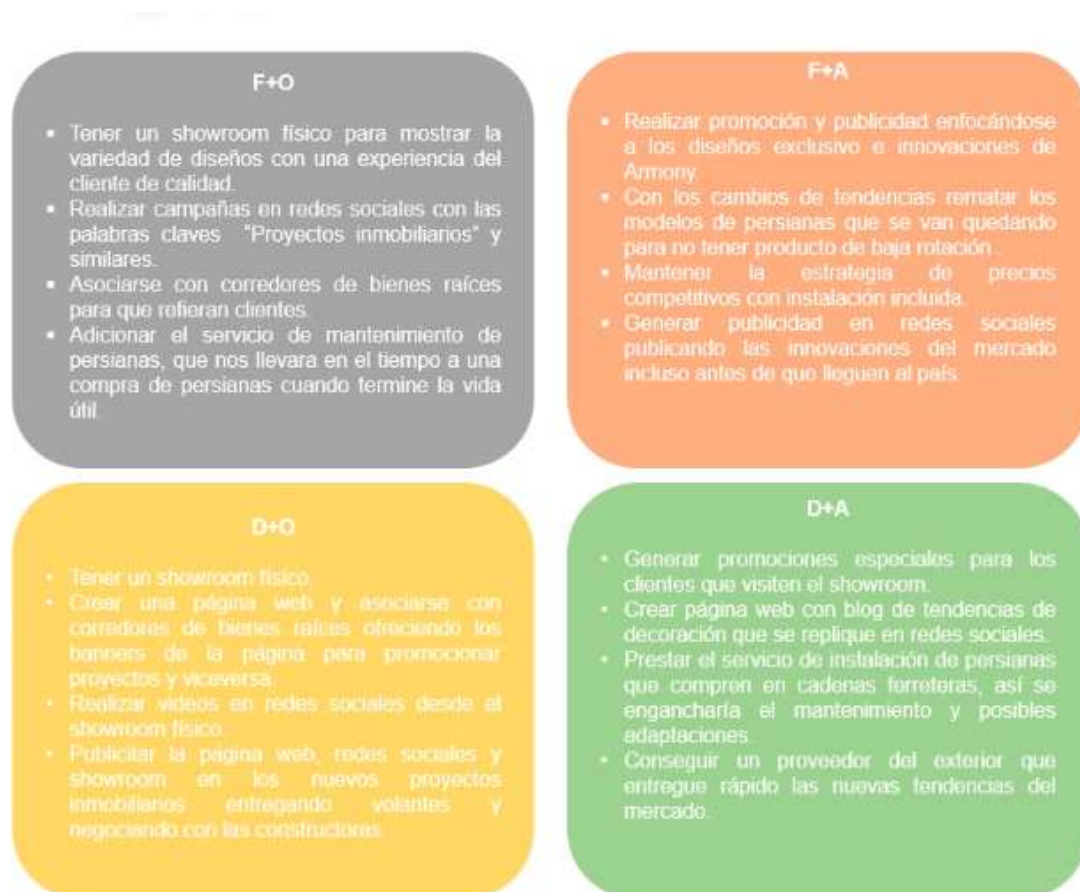 F+O
▪ Tener un showroom físico para mostrar la
variedad de diseños con una experiencia del
cliente de calidad.
▪ Realizar campañas en redes sociales con las
palabras claves "Proyectos inmobiliarios" y
similares.
▪ Asociarse con corredores de bienes raíces
para que refieran clientes.
▪ Adicionar el servicio de mantenimiento de
persianas, que nos llevara en el tiempo a una
compra de persianas cuando termine la vida
útil.
F+A
▪ Realizar promoción y publicidad enfocándose
a los diseños exclusivo e innovaciones de
Armony.
▪ Con los cambios de tendencias rematar los
modelos de persianas que se van quedando
para no tener producto de baja rotación .
▪ Mantener la estrategia de precios
competitivos con instalación incluida.
▪ Generar publicidad en redes sociales
publicando las innovaciones del mercado
incluso antes de que lleguen al país.
D+O
• Tener un showroom físico.
• Crear una página web y asociarse con
corredores de bienes raíces ofreciendo los
banners de la página para promocionar
proyectos y viceversa.
• Realizar videos en redes sociales desde el
showroom físico.
• Publicitar la página web, redes sociales y
showroom en los nuevos proyectos
inmobiliarios entregando volantes y
negociando con las constructoras.
D+A
• Generar promociones especiales para los
clientes que visiten el showroom.
• Crear página web con blog de tendencias de
decoración que se replique en redes sociales.
• Prestar el servicio de instalación de persianas
que compren en cadenas ferreteras, así se
engancharía el mantenimiento y posibles
adaptaciones.
• Conseguir un proveedor del exterior que
entregue rápido las nuevas tendencias del
mercado.